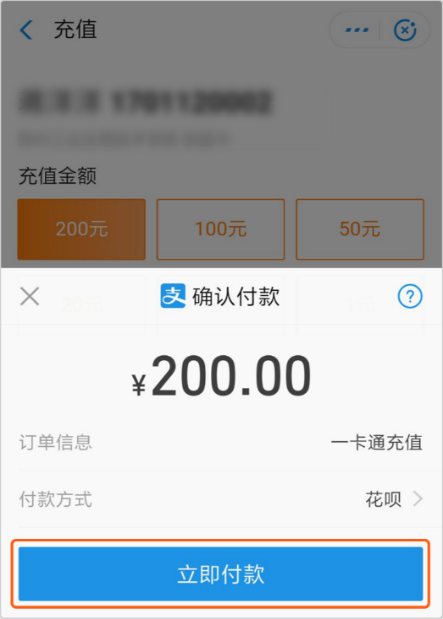 充值
充值金额
200元
100元
50元
支 确认付款
¥200.00
订单信息 一卡通充值
付款方式 花呗
立即付款